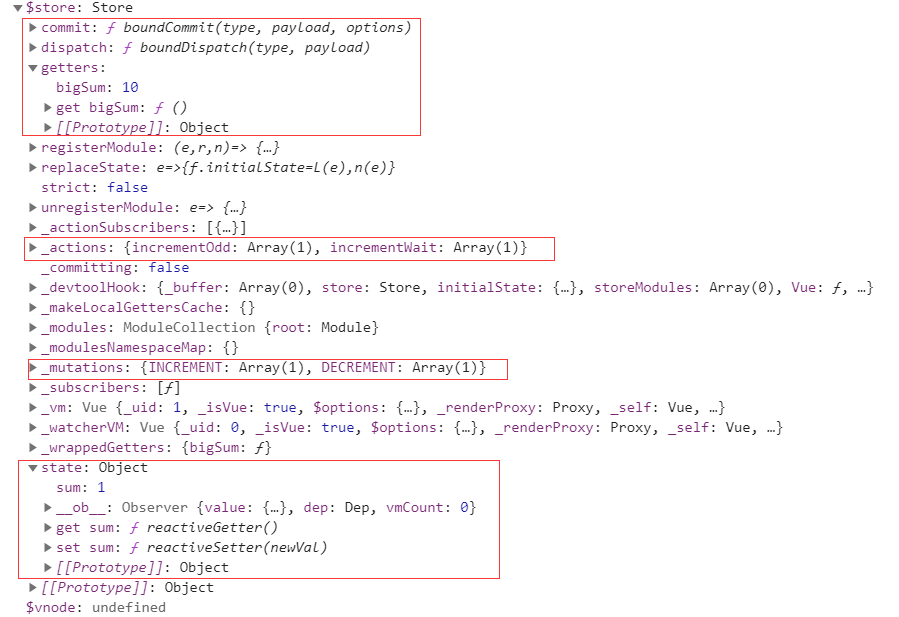 $store: Store
commit: ƒ boundCommit(type, payload, options)
dispatch: ƒ boundDispatch(type, payload)
getters:
bigSum: 10
get bigSum: ƒ ()
[[Prototype]]: Object
registerModule: (e,r,n)=> {…}
replaceState: e=>{f.initialState=L(e),n(e)}
strict: false
unregisterModule: e=> {…}
_actionSubscribers: [{…}]
_actions: {incrementOdd: Array(1), incrementWait: Array(1)}
_committing: false
_devtoolHook: {_buffer: Array(0), store: Store, initialState: {…}, storeModules: Array(0), Vue: ƒ, …}
_makeLocalGettersCache: {}
_modules: ModuleCollection {root: Module}
_modulesNamespaceMap: {}
_mutations: {INCREMENT: Array(1), DECREMENT: Array(1)}
_subscribers: [ƒ]
_vm: Vue {_uid: 1, _isVue: true, $options: {…}, _renderProxy: Proxy, _self: Vue, …}
_watcherVM: Vue {_uid: 0, _isVue: true, $options: {…}, _renderProxy: Proxy, _self: Vue, …}
_wrappedGetters: {bigSum: ƒ}
state: Object
sum: 1
__ob__: Observer {value: {…}, dep: Dep, vmCount: 0}
get sum: ƒ reactiveGetter()
set sum: ƒ reactiveSetter(newVal)
[[Prototype]]: Object
[[Prototype]]: Object
$vnode: undefined